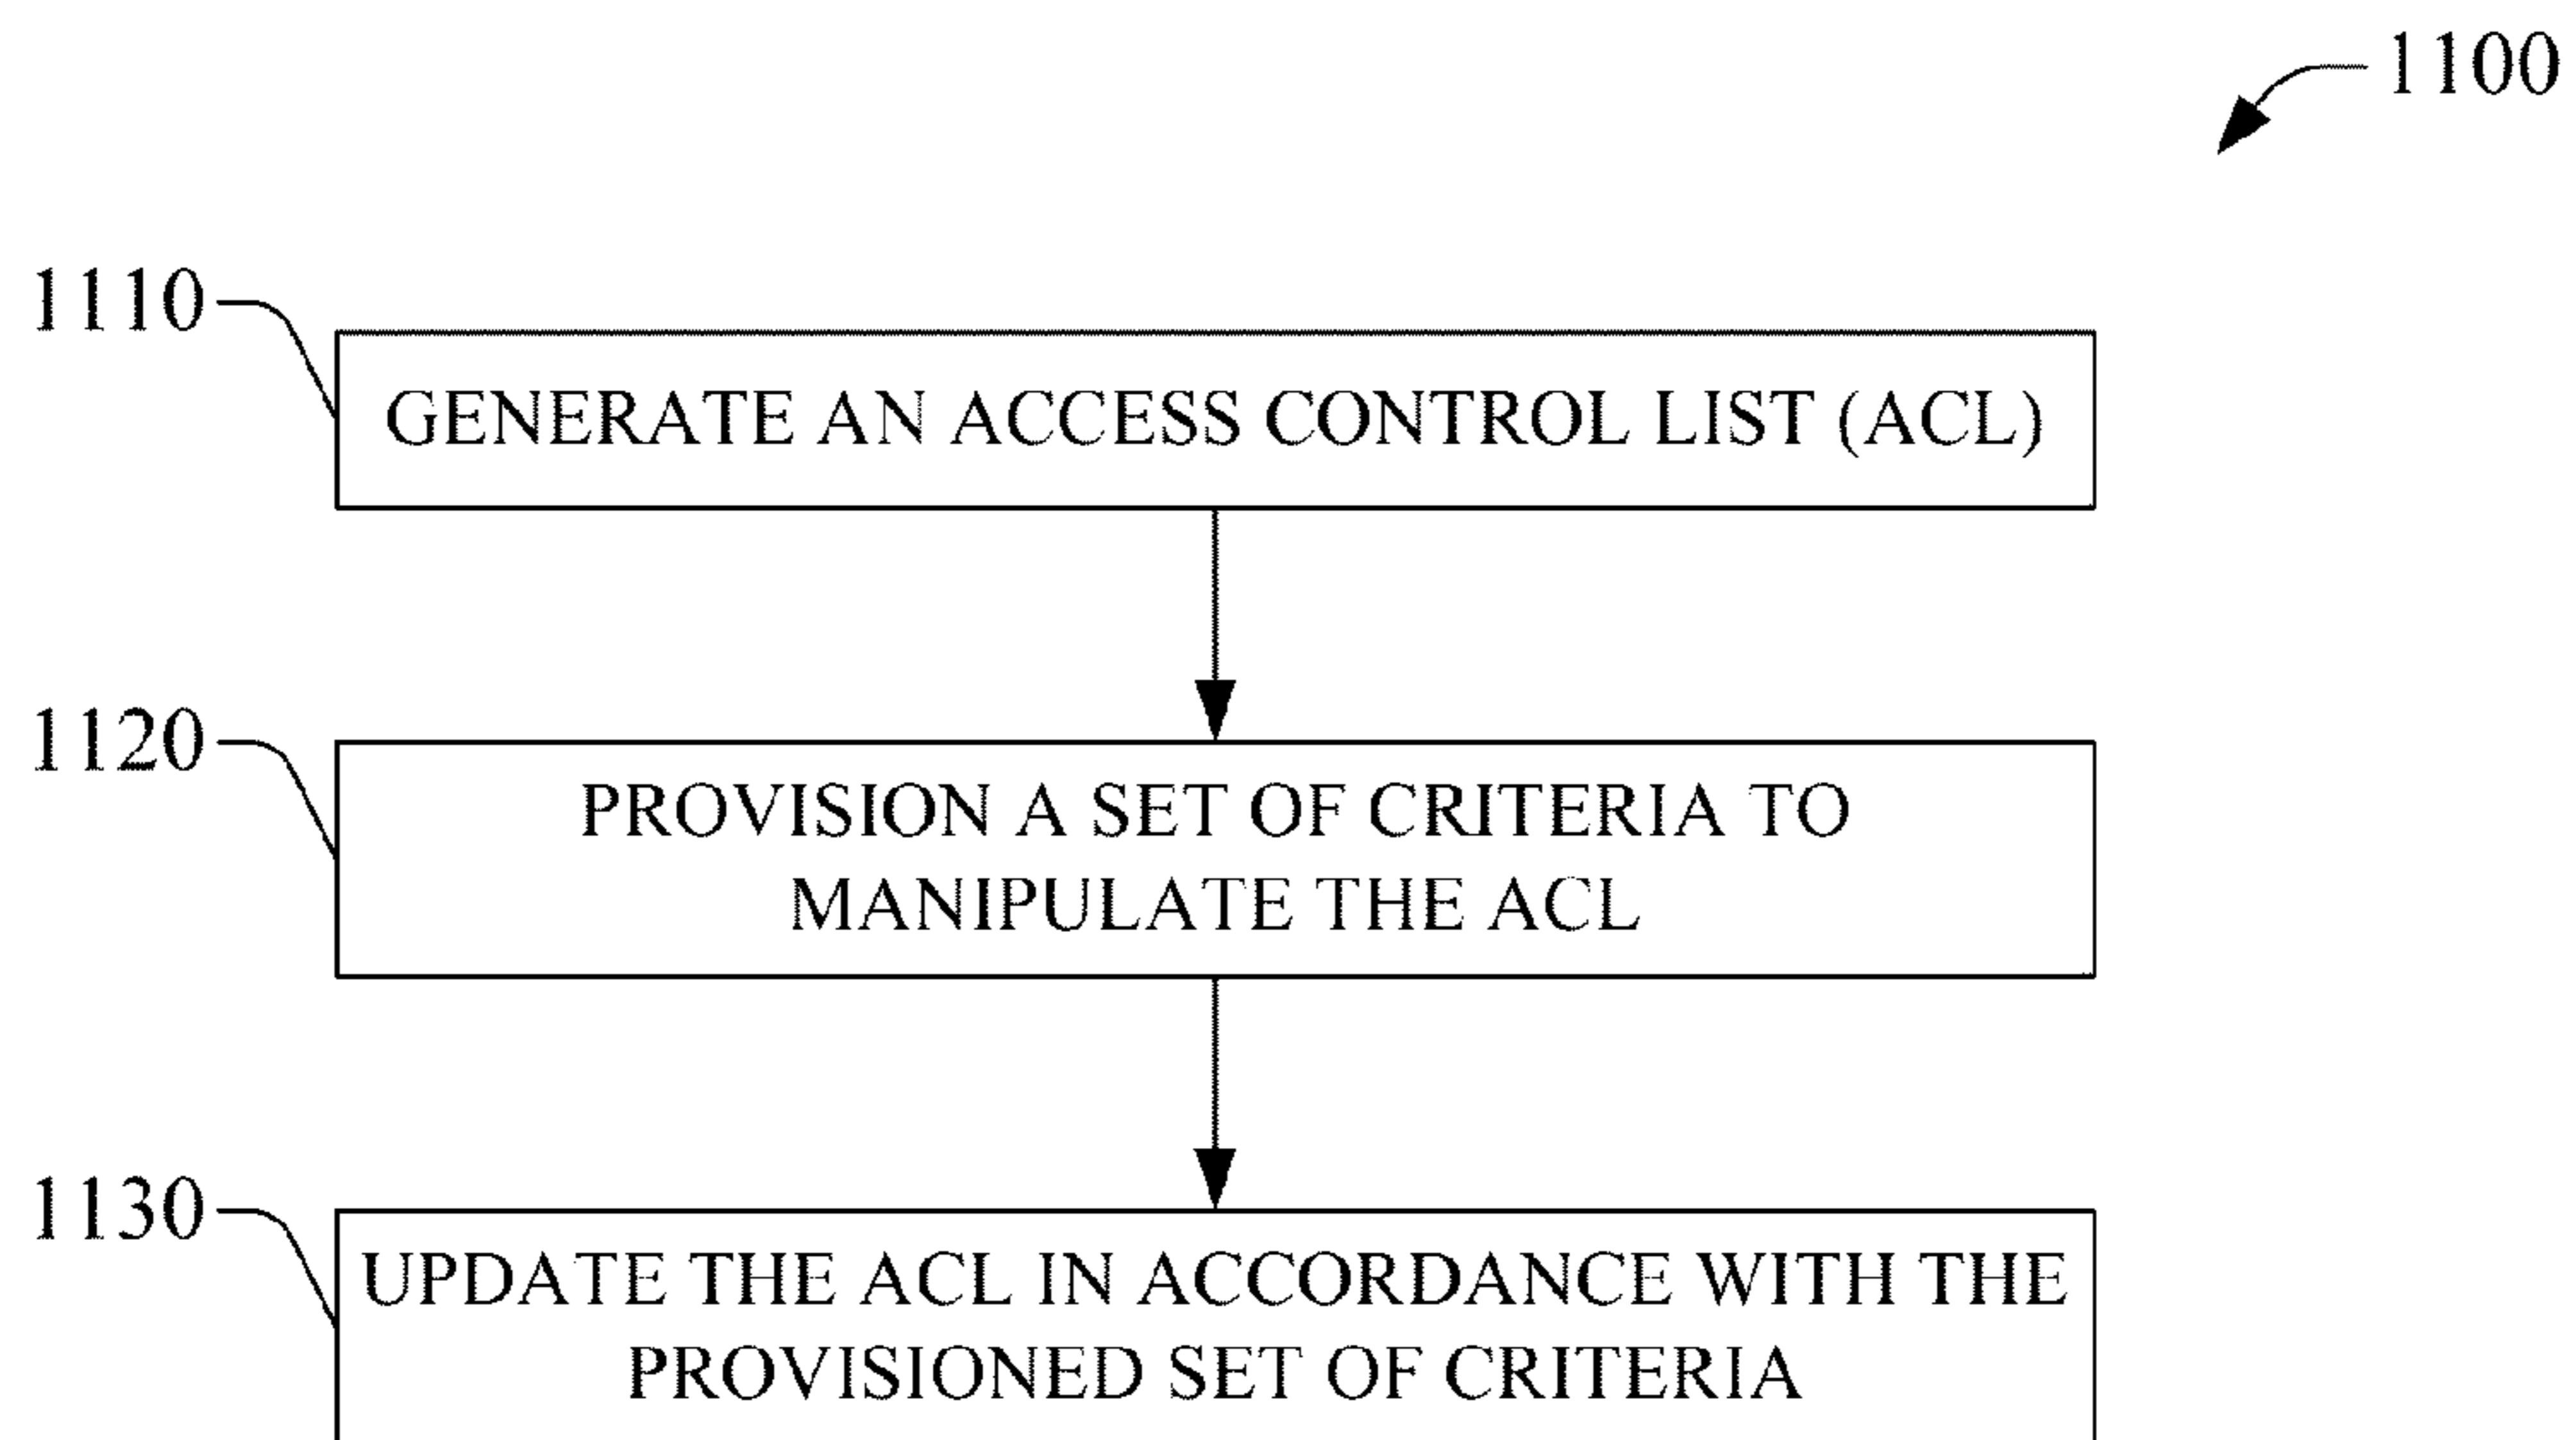 1100
1110
GENERATE AN ACCESS CONTROL LIST (ACL)
1120
PROVISION A SET OF CRITERIA TO
MANIPULATE THE ACL
1130
UPDATE THE ACL IN ACCORDANCE WITH THE
PROVISIONED SET OF CRITERIA